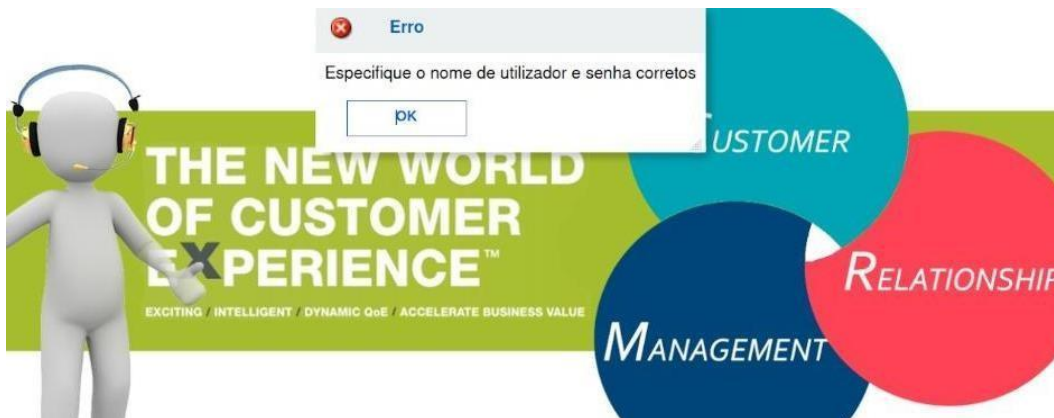 Erro
Especifique o nome de utilizador e senha corretos
OK
THE NEW WORLD
OF CUSTOMER
EXPERIENCE™
EXCITING / INTELLIGENT / DYNAMIC QoE / ACCELERATE BUSINESS VALUE
USTOMER
RELATIONSHIP
MANAGEMENT